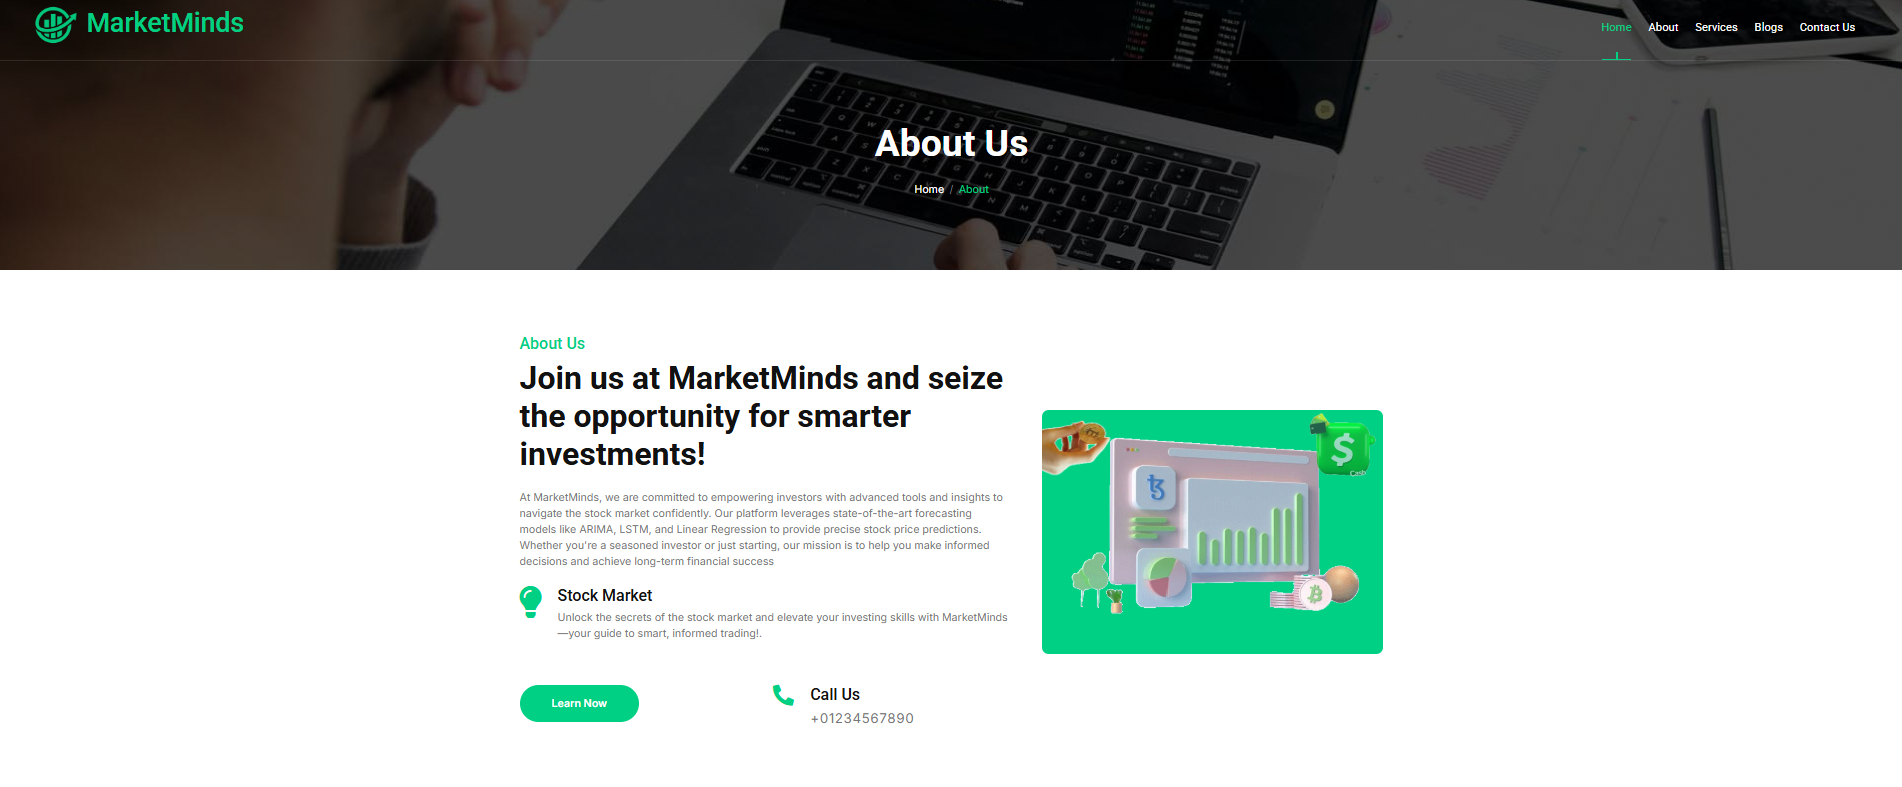 MarketMinds
Home About Services Blogs Contact Us
About Us
Home / About
About Us
Join us at MarketMinds and seize
the opportunity for smarter
investments!
At MarketMinds, we are committed to empowering investors with advanced tools and insights to
navigate the stock market confidently. Our platform leverages state-of-the-art forecasting
models like ARIMA, LSTM, and Linear Regression to provide precise stock price predictions.
Whether you're a seasoned investor or just starting, our mission is to help you make informed
decisions and achieve long-term financial success
Stock Market
Unlock the secrets of the stock market and elevate your investing skills with MarketMinds
—your guide to smart, informed trading!.
Learn Now
Call Us
+01234567890
$
Cash